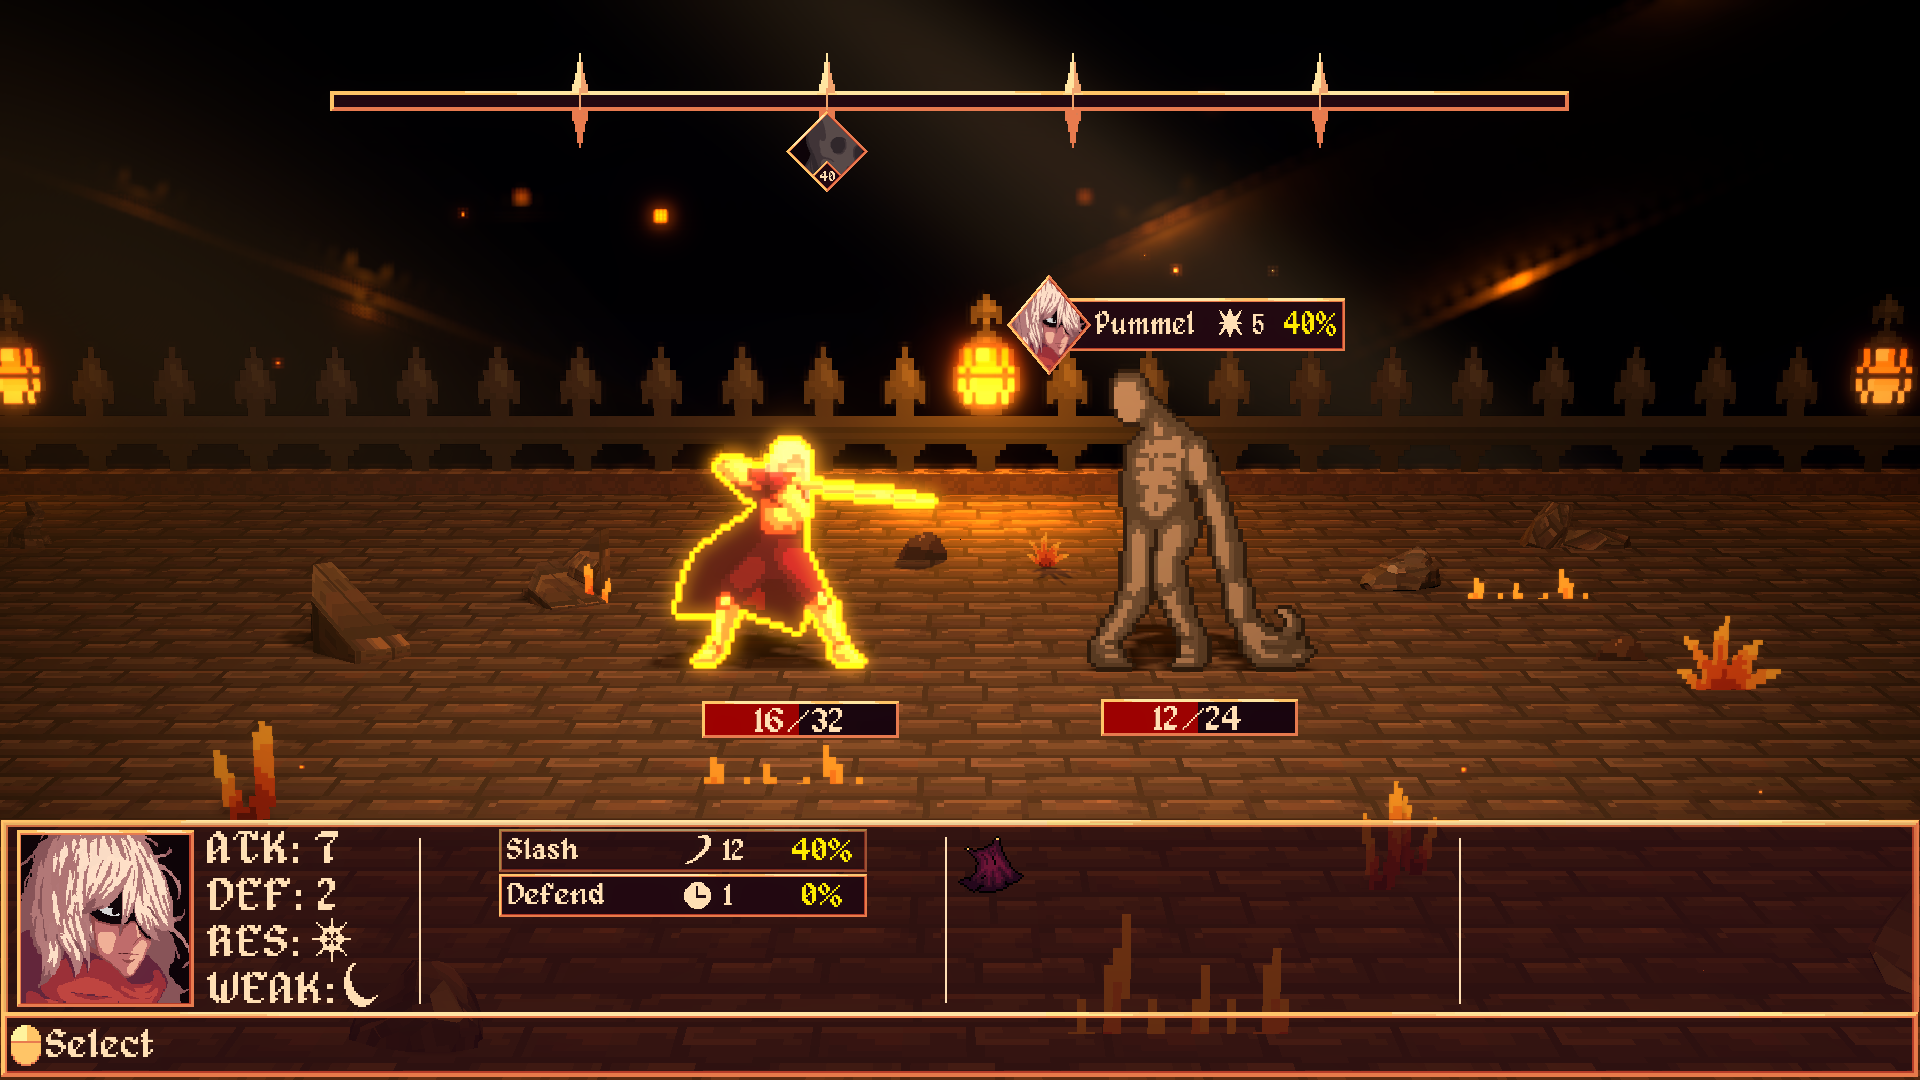 40
Pummel 5 40%
16/32
12/24
ATK: 7
DEF: 2
RES:
WEAK:
Slash 12 40%
Defend 1 0%
Select